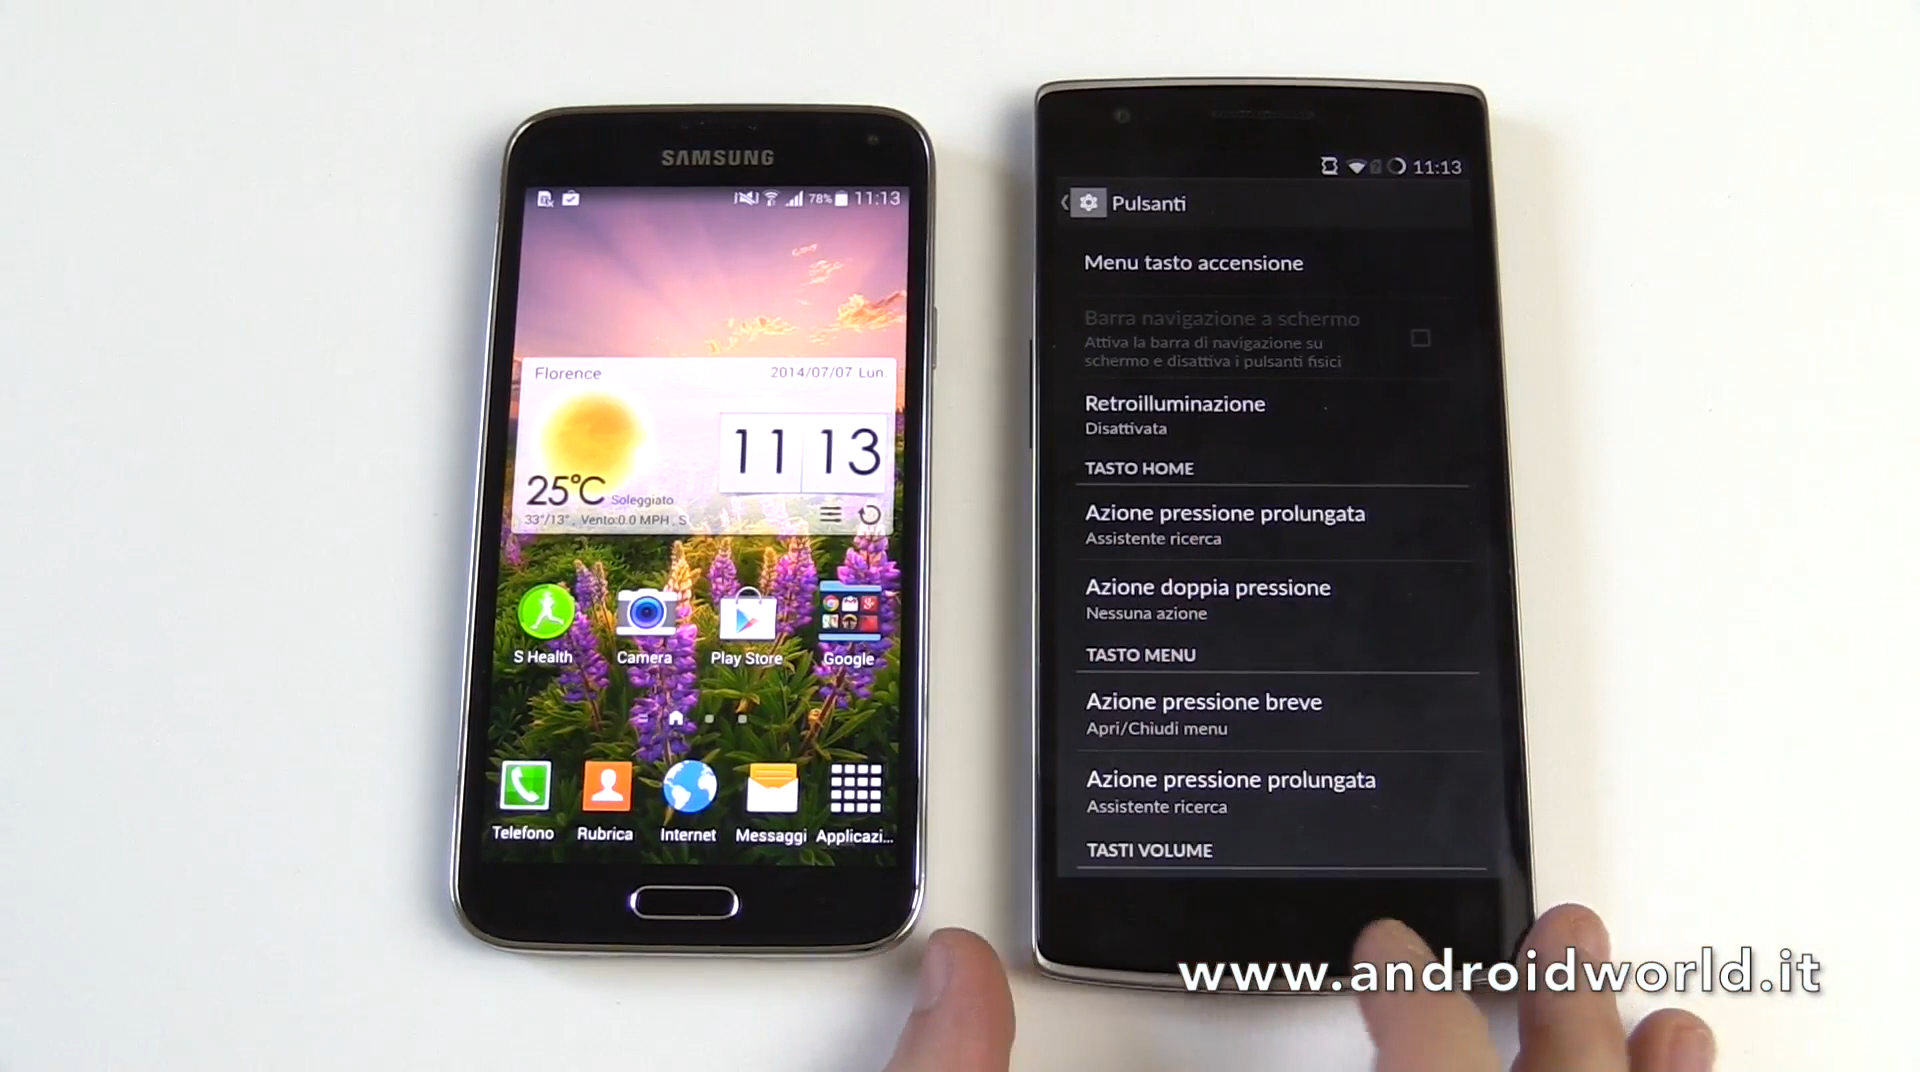 SAMSUNG
78% 11:13
Florence 2014/07/07 Lun.
11 13
25°C Soleggiato
33°/13° , Vento:0.0 MPH , S
S Health Camera Play Store Google
Telefono Rubrica Internet Messaggi Applicazi...
11:13
Pulsanti
Menu tasto accensione
Barra navigazione a schermo
Attiva la barra di navigazione su
schermo e disattiva i pulsanti fisici
Retroilluminazione
Disattivata
TASTO HOME
Azione pressione prolungata
Assistente ricerca
Azione doppia pressione
Nessuna azione
TASTO MENU
Azione pressione breve
Apri/Chiudi menu
Azione pressione prolungata
Assistente ricerca
TASTI VOLUME
www.androidworld.it